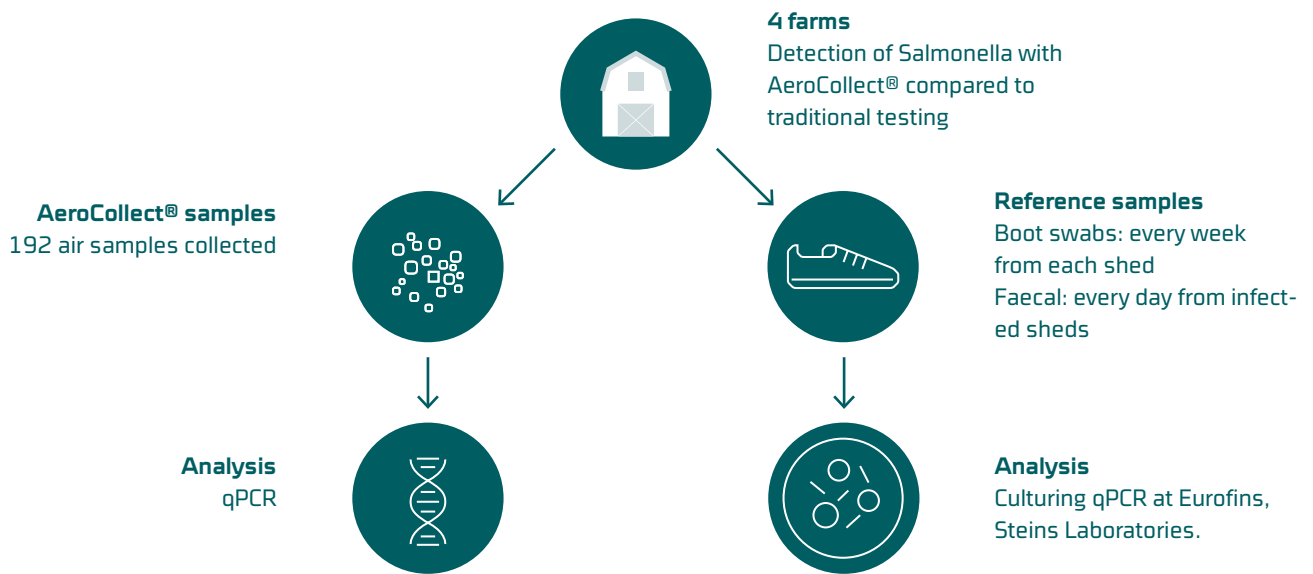 4 farms
Detection of Salmonella with
AeroCollect® compared to
traditional testing
AeroCollect® samples
192 air samples collected
Reference samples
Boot swabs: every week
from each shed
Faecal: every day from infect-
ed sheds
Analysis
qPCR
Analysis
Culturing qPCR at Eurofins,
Steins Laboratories.